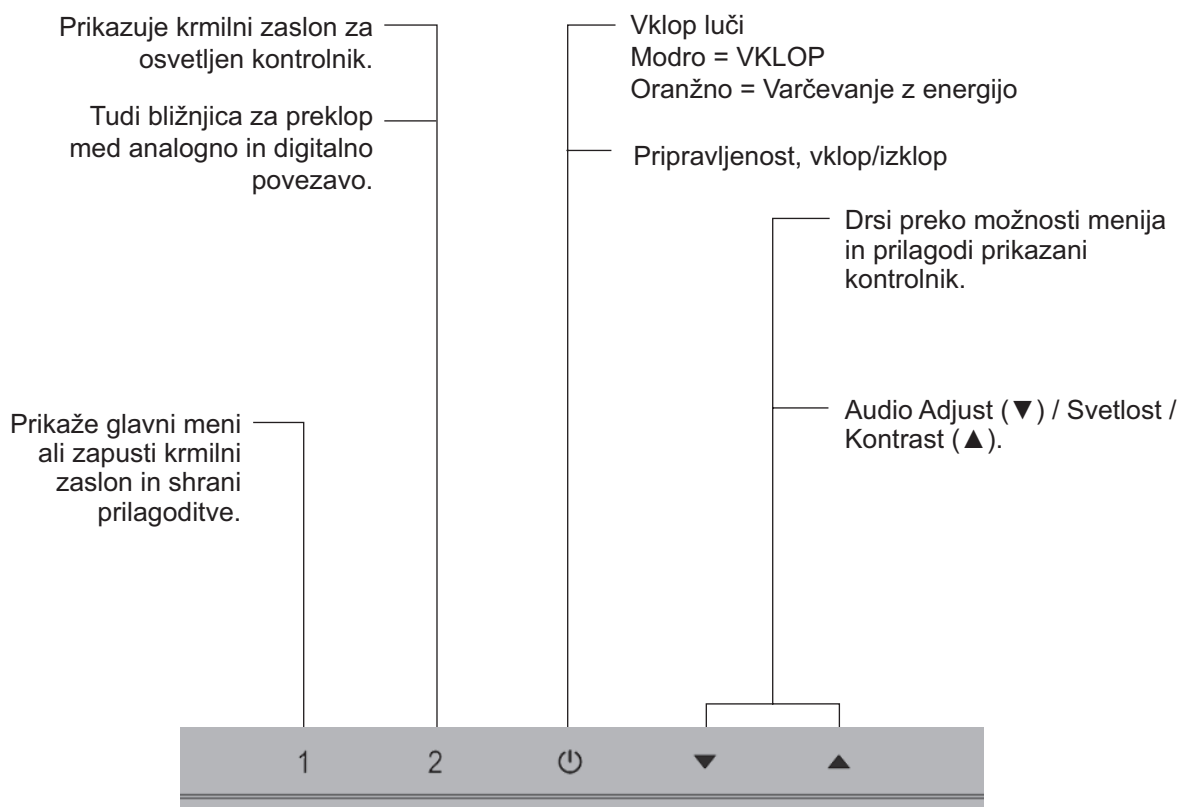 Prikazuje krmilni zaslon za
osvetljen kontrolnik.
Tudi bližnjica za preklop
med analogno in digitalno
povezavo.
Vklop luči
Modro = VKLOP
Oranžno = Varčevanje z energijo
Pripravljenost, vklop/izklop
Drsi preko možnosti menija
in prilagodi prikazani
kontrolnik.
Prikaže glavni meni
ali zapusti krmilni
zaslon in shrani
prilagoditve.
Audio Adjust (▼) / Svetlost /
Kontrast (▲).
1 2 ⏻ ▼ ▲